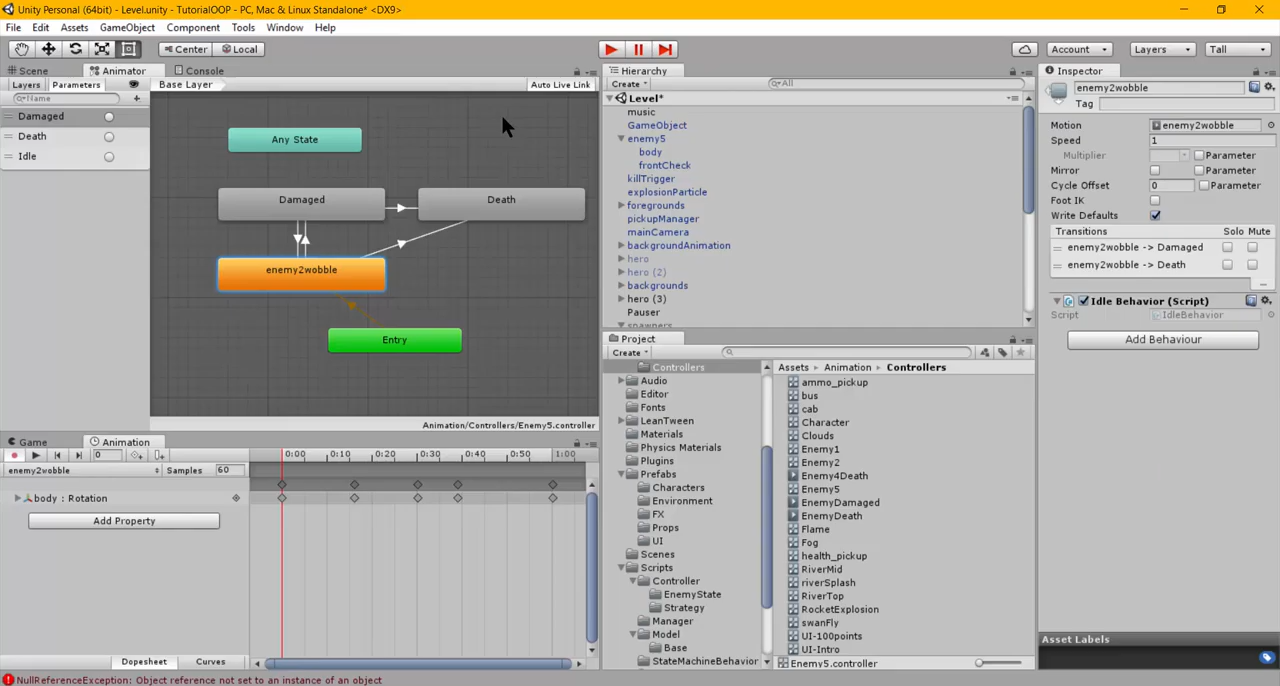 Unity Personal (64bit) - Level.unity - TutorialOOP - PC, Mac & Linux Standalone* <DX9>
File Edit Assets GameObject Component Tools Window Help
Center Local Account Layers Tall
Scene Animator Console
Layers Parameters
Name
Base Layer Auto Live Link
Damaged
Death
Idle
Any State
Damaged
Death
enemy2wobble
Entry
Animation/Controllers/Enemy5.controller
Game Animation
0
enemy2wobble Samples 60
0:00 0:10 0:20 0:30 0:40 0:50 1:00
body : Rotation
Add Property
Dopesheet Curves
Hierarchy
Create All
Level*
music
GameObject
enemy5
body
frontCheck
killTrigger
explosionParticle
foregrounds
pickupManager
mainCamera
backgroundAnimation
hero
hero (2)
backgrounds
hero (3)
Pauser
spawners
Project
Create
Controllers
Audio
Editor
Fonts
LeanTween
Materials
Physics Materials
Plugins
Prefabs
Characters
Environment
FX
Props
UI
Scenes
Scripts
Controller
EnemyState
Strategy
Manager
Model
Base
StateMachineBehavior
Assets Animation Controllers
ammo_pickup
bus
cab
Character
Clouds
Enemy1
Enemy2
Enemy4Death
Enemy5
EnemyDamaged
EnemyDeath
Flame
Fog
health_pickup
RiverMid
riverSplash
RiverTop
RocketExplosion
swanFly
UI-100points
UI-Intro
Enemy5.controller
Inspector
enemy2wobble
Tag
Motion enemy2wobble
Speed 1
Multiplier Parameter
Mirror Parameter
Cycle Offset 0 Parameter
Foot IK
Write Defaults
Transitions Solo Mute
enemy2wobble -> Damaged
enemy2wobble -> Death
Idle Behavior (Script)
Script IdleBehavior
Add Behaviour
Asset Labels
NullReferenceException: Object reference not set to an instance of an object